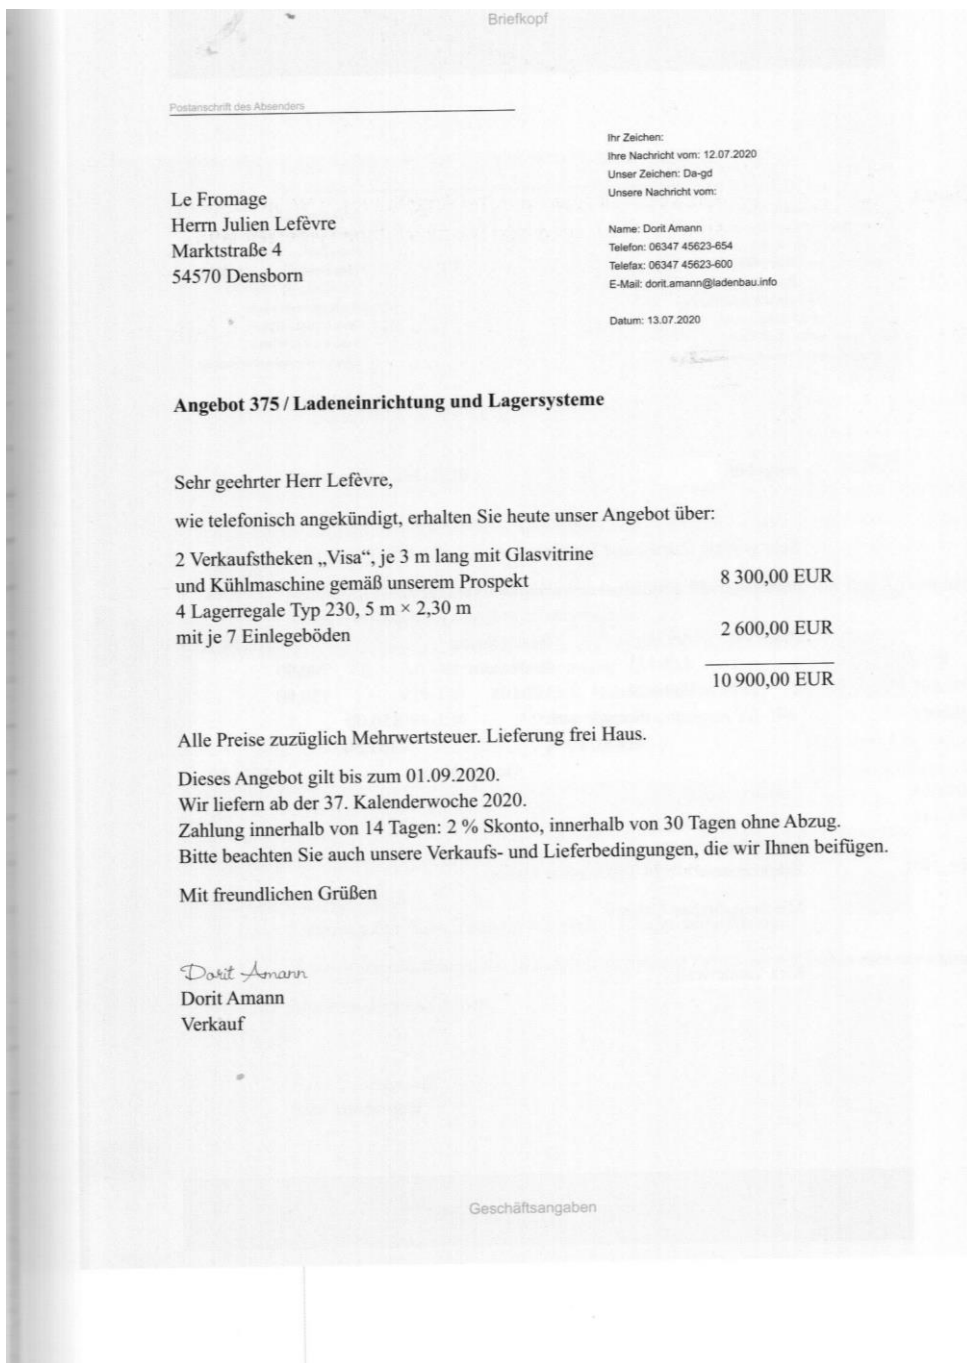 Briefkopf
Postanschrift des Absenders
Ihr Zeichen:
Ihre Nachricht vom: 12.07.2020
Unser Zeichen: Da-gd
Unsere Nachricht vom:
Name: Dorit Amann
Telefon: 06347 45623-654
Telefax: 06347 45623-600
E-Mail: dorit.amann@ladenbau.info
Datum: 13.07.2020
Le Fromage
Herrn Julien Lefèvre
Marktstraße 4
54570 Densborn
Angebot 375 / Ladeneinrichtung und Lagersysteme
Sehr geehrter Herr Lefèvre,
wie telefonisch angekündigt, erhalten Sie heute unser Angebot über:
2 Verkaufstheken „Visa“, je 3 m lang mit Glasvitrine
und Kühlmaschine gemäß unserem Prospekt 8 300,00 EUR
4 Lagerregale Typ 230, 5 m × 2,30 m
mit je 7 Einlegeböden 2 600,00 EUR
10 900,00 EUR
Alle Preise zuzüglich Mehrwertsteuer. Lieferung frei Haus.
Dieses Angebot gilt bis zum 01.09.2020.
Wir liefern ab der 37. Kalenderwoche 2020.
Zahlung innerhalb von 14 Tagen: 2 % Skonto, innerhalb von 30 Tagen ohne Abzug.
Bitte beachten Sie auch unsere Verkaufs- und Lieferbedingungen, die wir Ihnen beifügen.
Mit freundlichen Grüßen
Dorit Amann
Dorit Amann
Verkauf
Geschäftsangaben